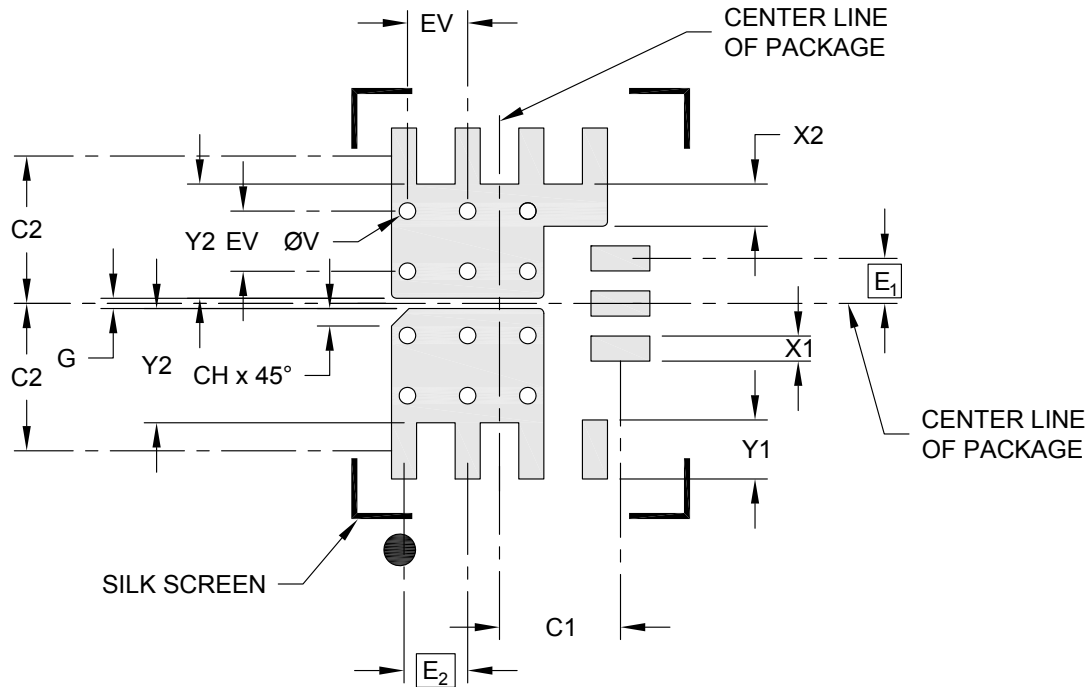 EV
CENTER LINE
OF PACKAGE
X2
C2
Y2 EV ØV
E1
G
Y2
CH x 45°
X1
C2
CENTER LINE
OF PACKAGE
Y1
SILK SCREEN
C1
E2